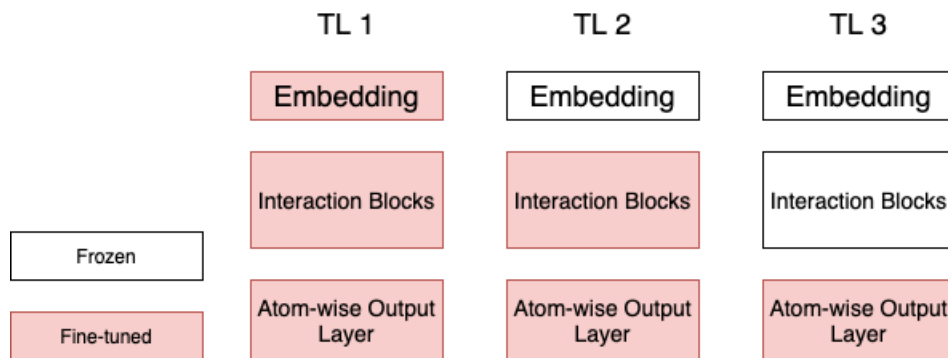 TL 1
TL 2
TL 3
Embedding
Embedding
Embedding
Interaction Blocks
Interaction Blocks
Interaction Blocks
Frozen
Atom-wise Output
Layer
Atom-wise Output
Layer
Atom-wise Output
Layer
Fine-tuned